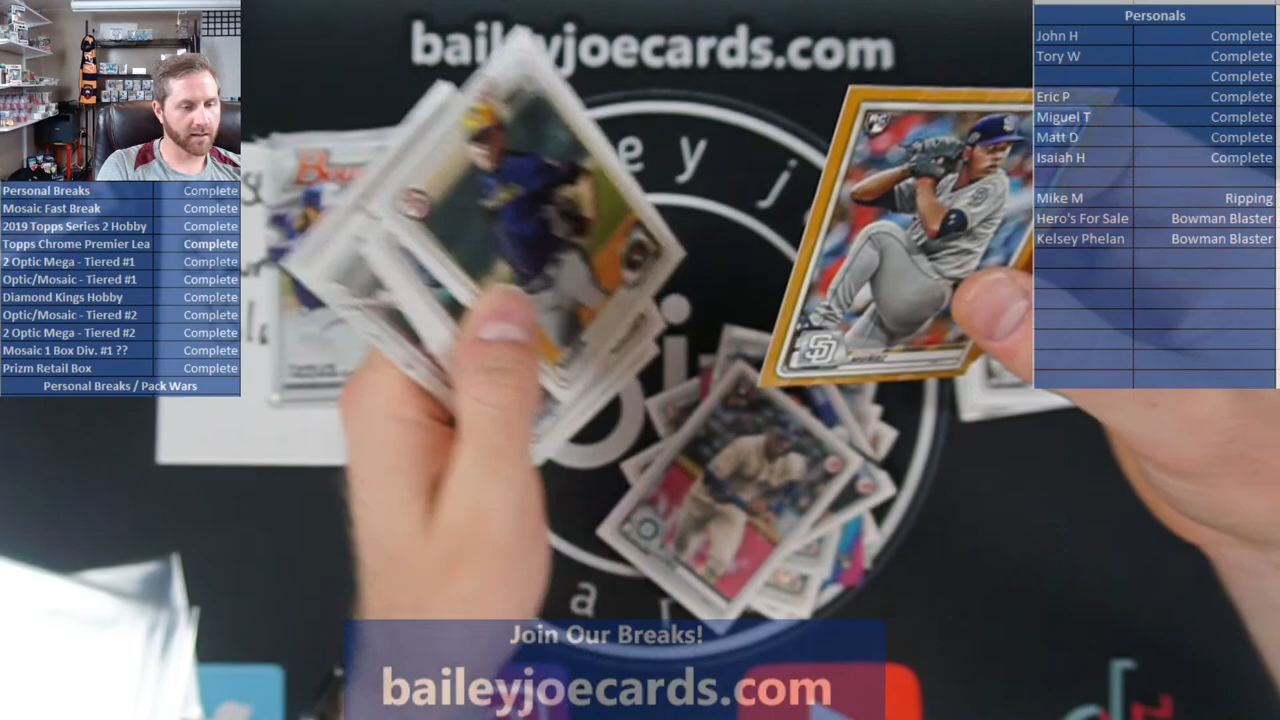 baileyjoecards.com
Personal Breaks Complete
Mosaic Fast Break Complete
2019 Topps Series 2 Hobby Complete
Topps Chrome Premier Lea Complete
2 Optic Mega - Tiered #1 Complete
Optic/Mosaic - Tiered #1 Complete
Diamond Kings Hobby Complete
Optic/Mosaic - Tiered #2 Complete
2 Optic Mega - Tiered #2 Complete
Mosaic 1 Box Div. #1 ?? Complete
Prizm Retail Box Complete
Personal Breaks / Pack Wars
Personals
John H Complete
Tory W Complete
Complete
Eric P Complete
Miguel T Complete
Matt D Complete
Isaiah H Complete
Mike M Ripping
Hero's For Sale Bowman Blaster
Kelsey Phelan Bowman Blaster
e y j
RC
SD
Join Our Breaks!
baileyjoecards.com